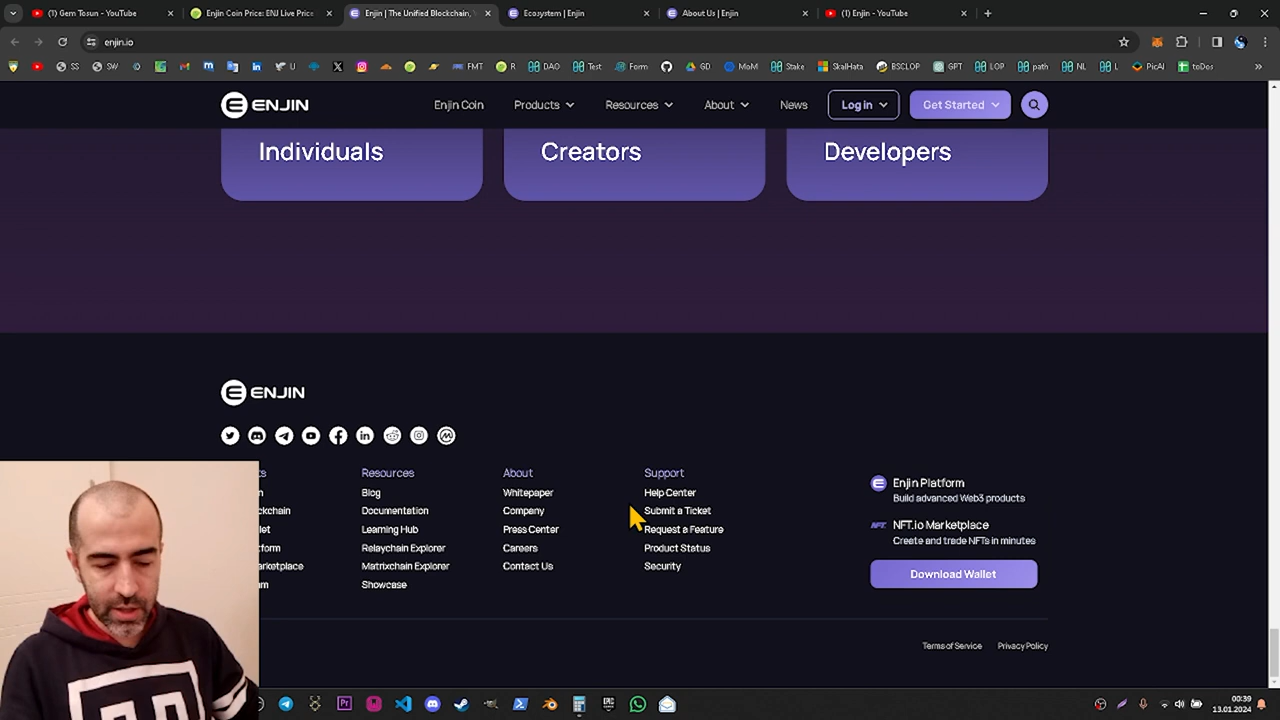 (1) Gem Tosun - YouTube
Enjin Coin Price: ENJ Live Price
Enjin | The Unified Blockchain,
Ecosystem | Enjin
About Us | Enjin
(1) Enjin - YouTube
enjin.io
SS
SW
U
R
FMT
R
DAO
Test
Form
GD
MoM
Stake
SkalHata
BSCLOP
GPT
LOP
path
NL
L
PicAI
toDos
ENJIN
Enjin Coin
Products
Resources
About
News
Log in
Get Started
Individuals
Creators
Developers
ENJIN
Resources
Blog
Documentation
Learning Hub
Relaychain Explorer
Matrixchain Explorer
Showcase
About
Whitepaper
Company
Press Center
Careers
Contact Us
Support
Help Center
Submit a Ticket
Request a Feature
Product Status
Security
Enjin Platform
Build advanced Web3 products
NFT.io Marketplace
Create and trade NFTs in minutes
Download Wallet
Terms of Service
Privacy Policy
00:39
13.01.2024